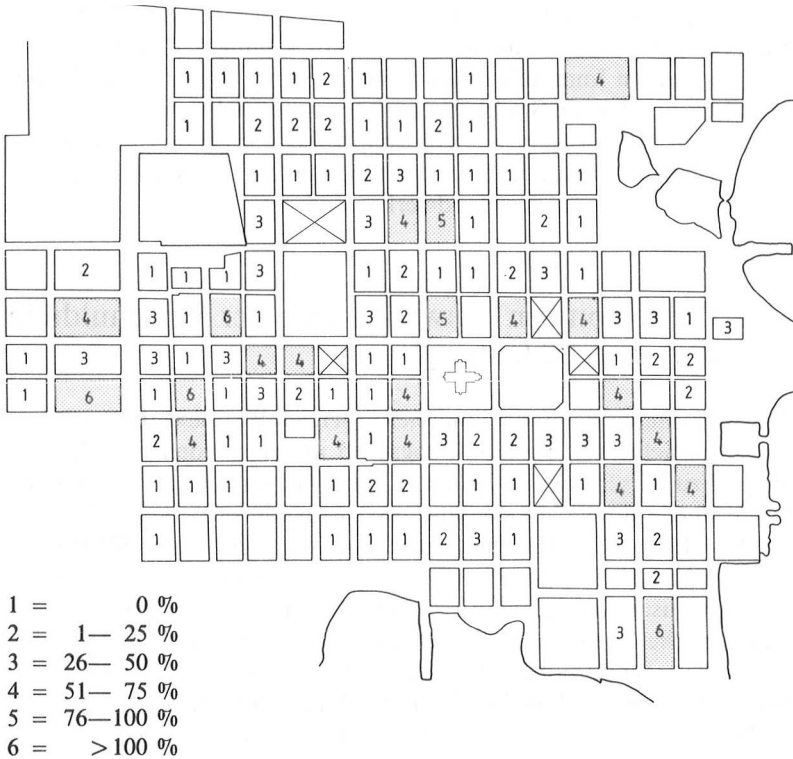 1 1 1 1 2 1 1 4
1 2 2 2 1 1 2 1
1 1 1 2 3 1 1 1 1
3 3 4 5 1 2 1
2 1 1 1 3 1 2 1 1 2 3 1
4 3 1 6 1 3 2 5 4 4 3 3 1 3
1 3 3 1 3 4 4 1 1 1 2 2
1 6 1 6 1 3 2 1 1 4 4 2
2 4 1 1 4 1 4 3 2 2 3 3 3 4
1 1 1 1 2 2 1 1 1 4 1 4
1 1 1 1 2 3 1 3 2
2
3 6
1 = 0 %
2 = 1— 25 %
3 = 26— 50 %
4 = 51— 75 %
5 = 76—100 %
6 = >100 %